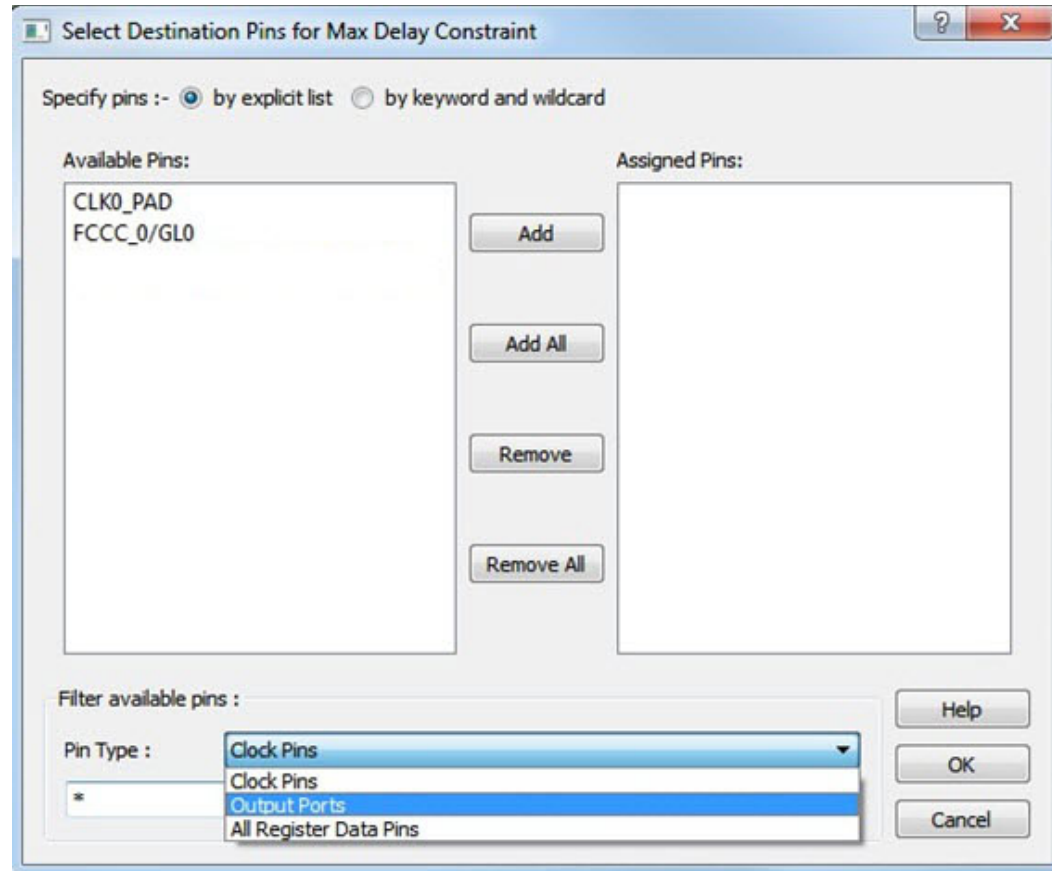 Select Destination Pins for Max Delay Constraint
?
Specify pins :- by explicit list by keyword and wildcard
Available Pins:
Assigned Pins:
CLK0_PAD
FCCC_0/GL0
Add
Add All
Remove
Remove All
Filter available pins :
Help
Pin Type :
Clock Pins
OK
Clock Pins
*
Output Ports
All Register Data Pins
Cancel